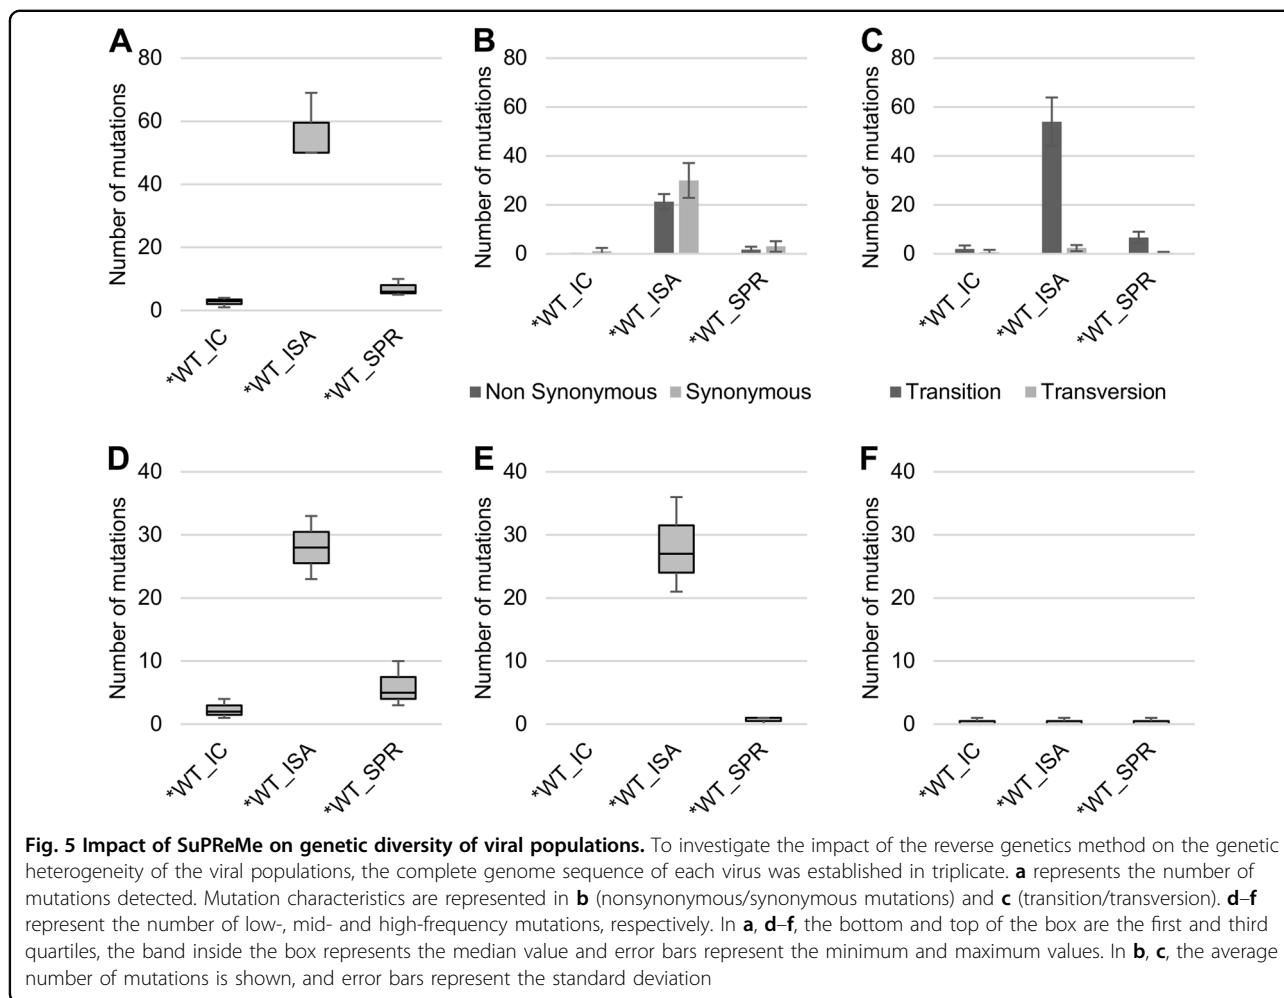 A
Number of mutations
80
60
40
20
0
*WT_IC
*WT_ISA
*WT_SPR
B
Number of mutations
80
60
40
20
0
*WT_IC
*WT_ISA
*WT_SPR
Non Synonymous
Synonymous
C
Number of mutations
80
60
40
20
0
*WT_IC
*WT_ISA
*WT_SPR
Transition
Transversion
D
Number of mutations
40
30
20
10
0
*WT_IC
*WT_ISA
*WT_SPR
E
Number of mutations
40
30
20
10
0
*WT_IC
*WT_ISA
*WT_SPR
F
Number of mutations
40
30
20
10
0
*WT_IC
*WT_ISA
*WT_SPR
Fig. 5 Impact of SuPReMe on genetic diversity of viral populations. To investigate the impact of the reverse genetics method on the genetic
heterogeneity of the viral populations, the complete genome sequence of each virus was established in triplicate. a represents the number of
mutations detected. Mutation characteristics are represented in b (nonsynonymous/synonymous mutations) and c (transition/transversion). d–f
represent the number of low-, mid- and high-frequency mutations, respectively. In a, d–f, the bottom and top of the box are the first and third
quartiles, the band inside the box represents the median value and error bars represent the minimum and maximum values. In b, c, the average
number of mutations is shown, and error bars represent the standard deviation